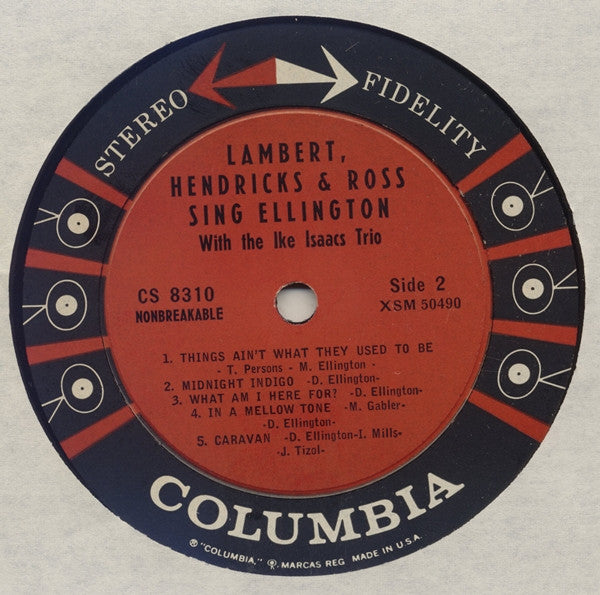 STEREO FIDELITY
LAMBERT,
HENDRICKS & ROSS
SING ELLINGTON
With the Ike Isaacs Trio
CS 8310
NONBREAKABLE
Side 2
XSM 50490
1. THINGS AIN'T WHAT THEY USED TO BE
- T. Persons - M. Ellington -
2. MIDNIGHT INDIGO -D. Ellington-
3. WHAT AM I HERE FOR? -D. Ellington-
4. IN A MELLOW TONE -M. Gabler-
-D. Ellington-
5. CARAVAN -D. Ellington-I. Mills-
-J. Tizol-
COLUMBIA
® "COLUMBIA," ®. MARCAS REG. MADE IN U.S.A.